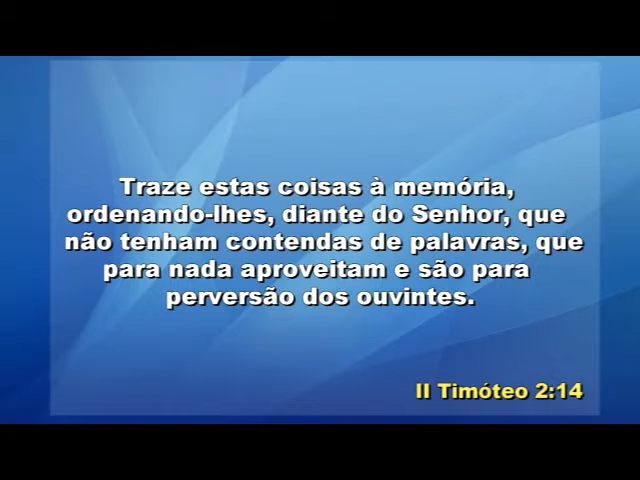 Traze estas coisas à memória,
ordenando-lhes, diante do Senhor, que
não tenham contendas de palavras, que
para nada aproveitam e são para
perversão dos ouvintes.
II Timóteo 2:14